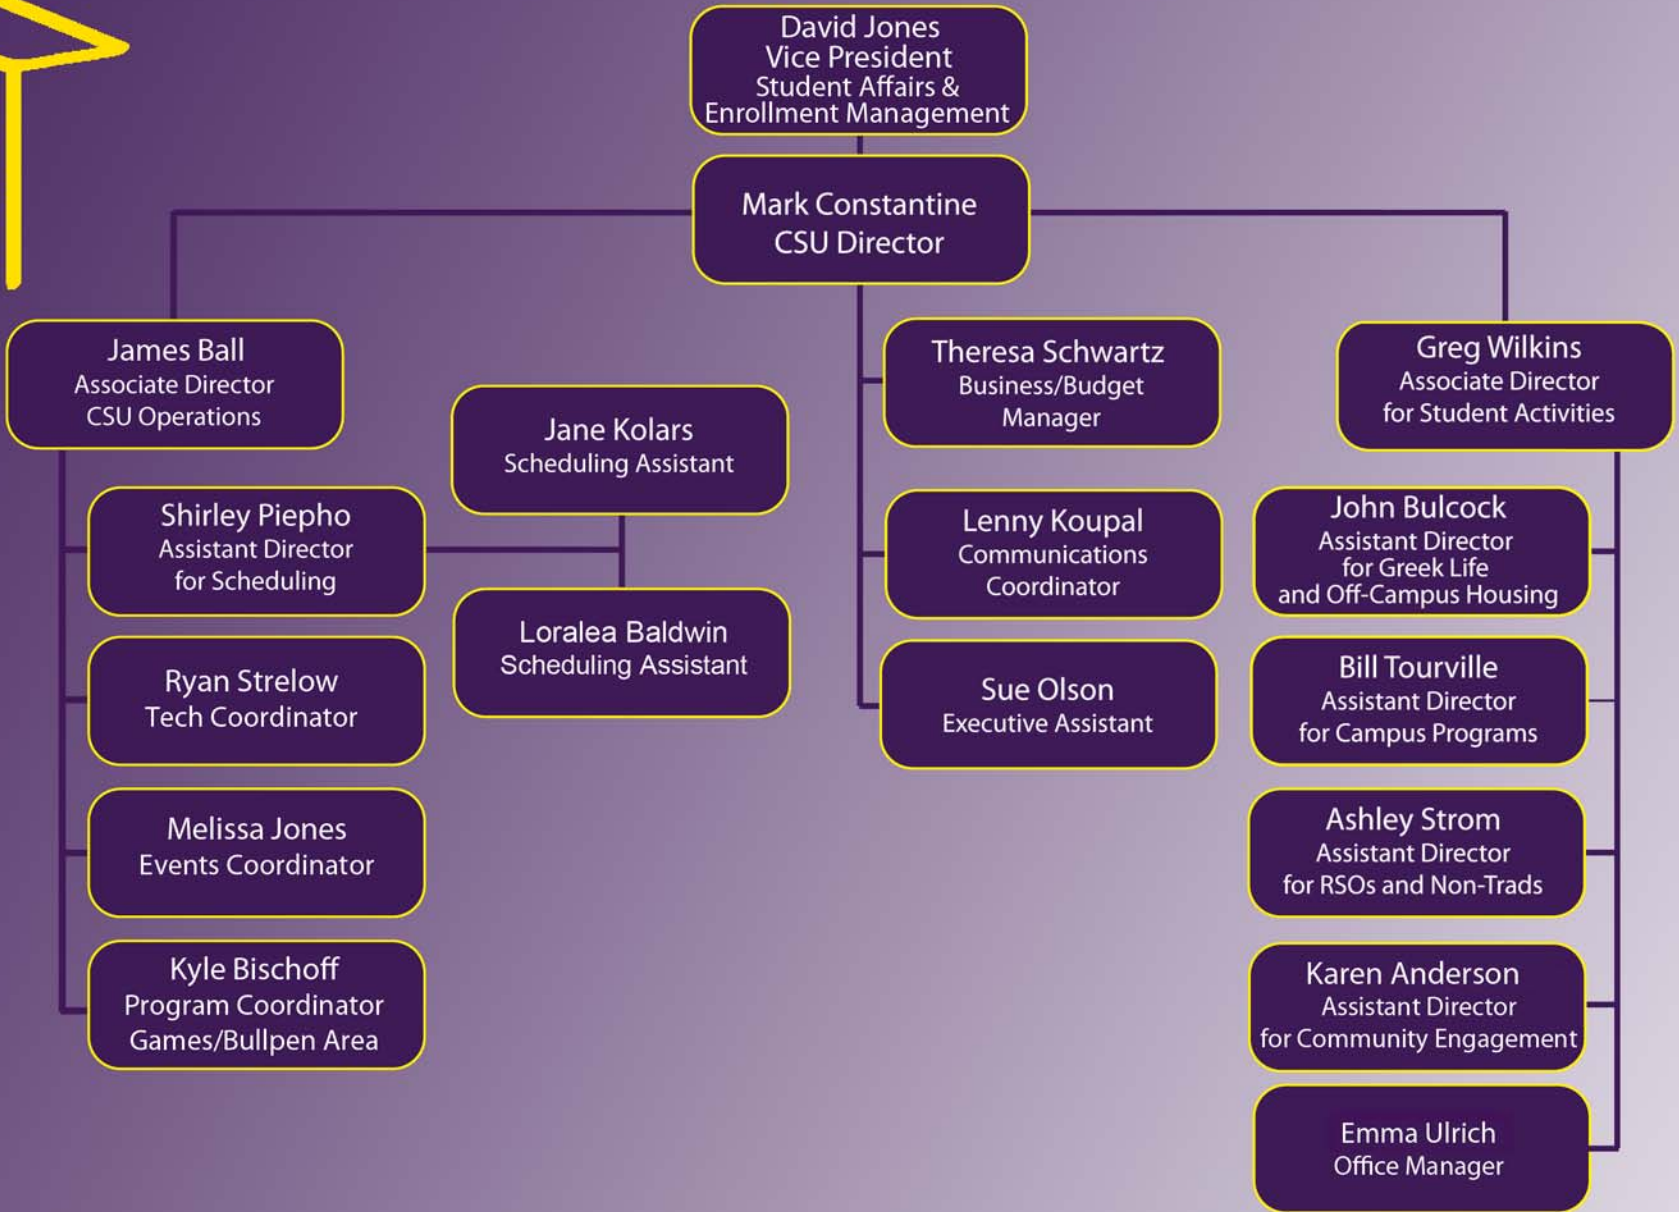 David Jones
Vice President
Student Affairs &
Enrollment Management
Mark Constantine
CSU Director
James Ball
Associate Director
CSU Operations
Shirley Piepho
Assistant Director
for Scheduling
Ryan Strelow
Tech Coordinator
Melissa Jones
Events Coordinator
Kyle Bischoff
Program Coordinator
Games/Bullpen Area
Jane Kolars
Scheduling Assistant
Loralea Baldwin
Scheduling Assistant
Theresa Schwartz
Business/Budget
Manager
Lenny Koupal
Communications
Coordinator
Sue Olson
Executive Assistant
Greg Wilkins
Associate Director
for Student Activities
John Bulcock
Assistant Director
for Greek Life
and Off-Campus Housing
Bill Tourville
Assistant Director
for Campus Programs
Ashley Strom
Assistant Director
for RSOs and Non-Trads
Karen Anderson
Assistant Director
for Community Engagement
Emma Ulrich
Office Manager